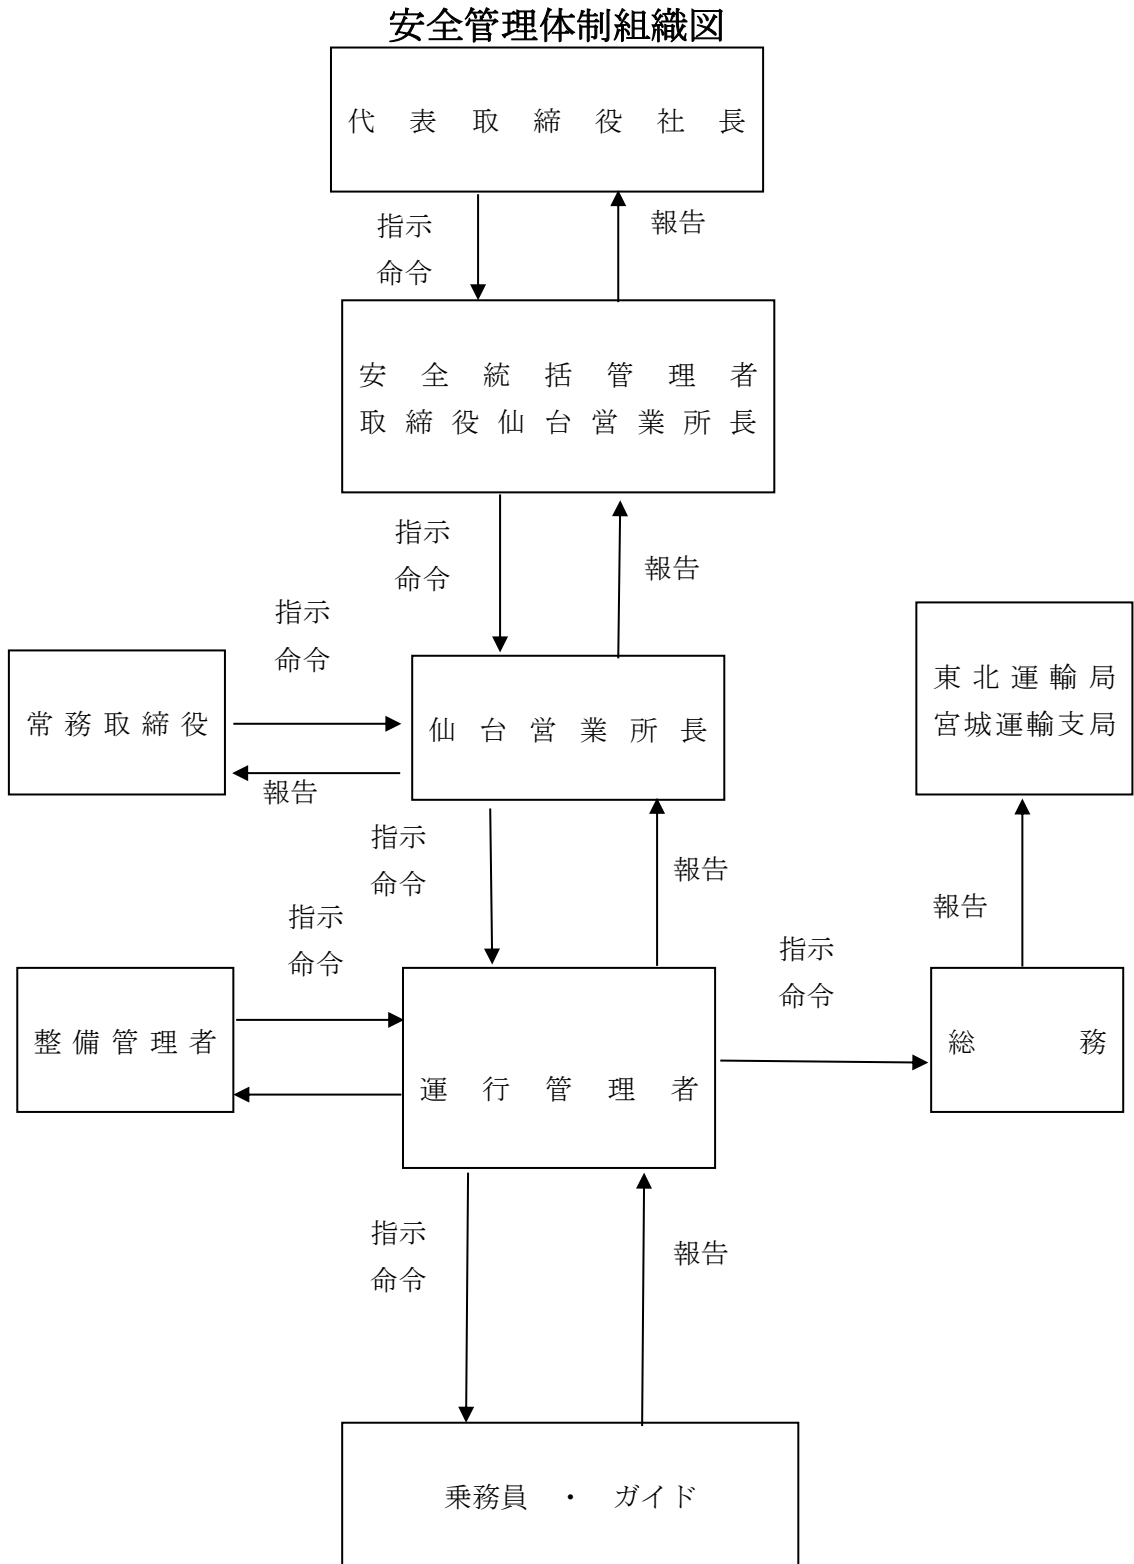 安全管理体制組織図
代表取締役社長
指示
命令
報告
安全統括管理者
取締役仙台営業所長
指示
命令
報告
指示
命令
常務取締役
仙台営業所長
報告
東北運輸局
宮城運輸支局
指示
命令
報告
報告
指示
命令
指示
命令
整備管理者
運行管理者
総務
指示
命令
報告
乗務員 ・ ガイド